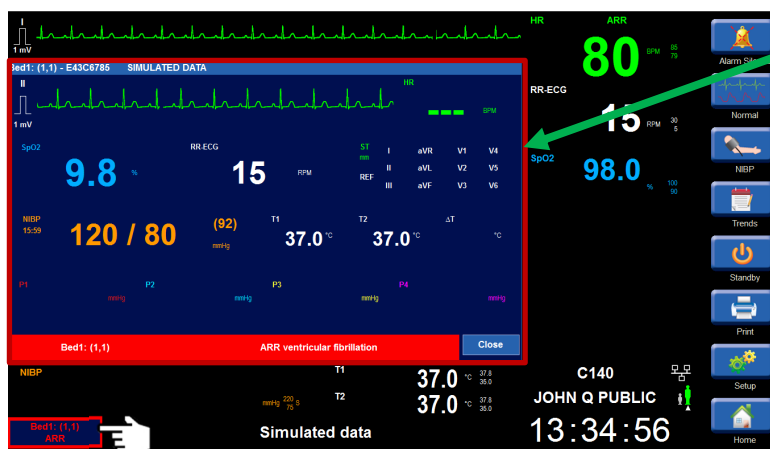 I
1 mV
HR ARR
80 BPM 85 79
RR-ECG
15 RPM 30 5
SpO2
98.0 % 100 90
Bed1: (1,1) - E43C6785 SIMULATED DATA
II
1 mV
HR
--- BPM
SpO2
9.8 %
RR-ECG
15 RPM
ST
mm
REF
I aVR V1 V4
II aVL V2 V5
III aVF V3 V6
NIBP
15:59
120 / 80 (92)
mmHg
T1
37.0 °C
T2
37.0 °C
ΔT
°C
P1 mmHg
P2 mmHg
P3 mmHg
P4 mmHg
Bed1: (1,1) ARR ventricular fibrillation Close
NIBP
mmHg 220 75 S
T1
37.0 °C 37.8 35.0
T2
37.0 °C 37.8 35.0
Bed1: (1,1)
ARR
Simulated data
C140
JOHN Q PUBLIC
13:34:56
Normal
NIBP
Trends
Standby
Print
Setup
Home